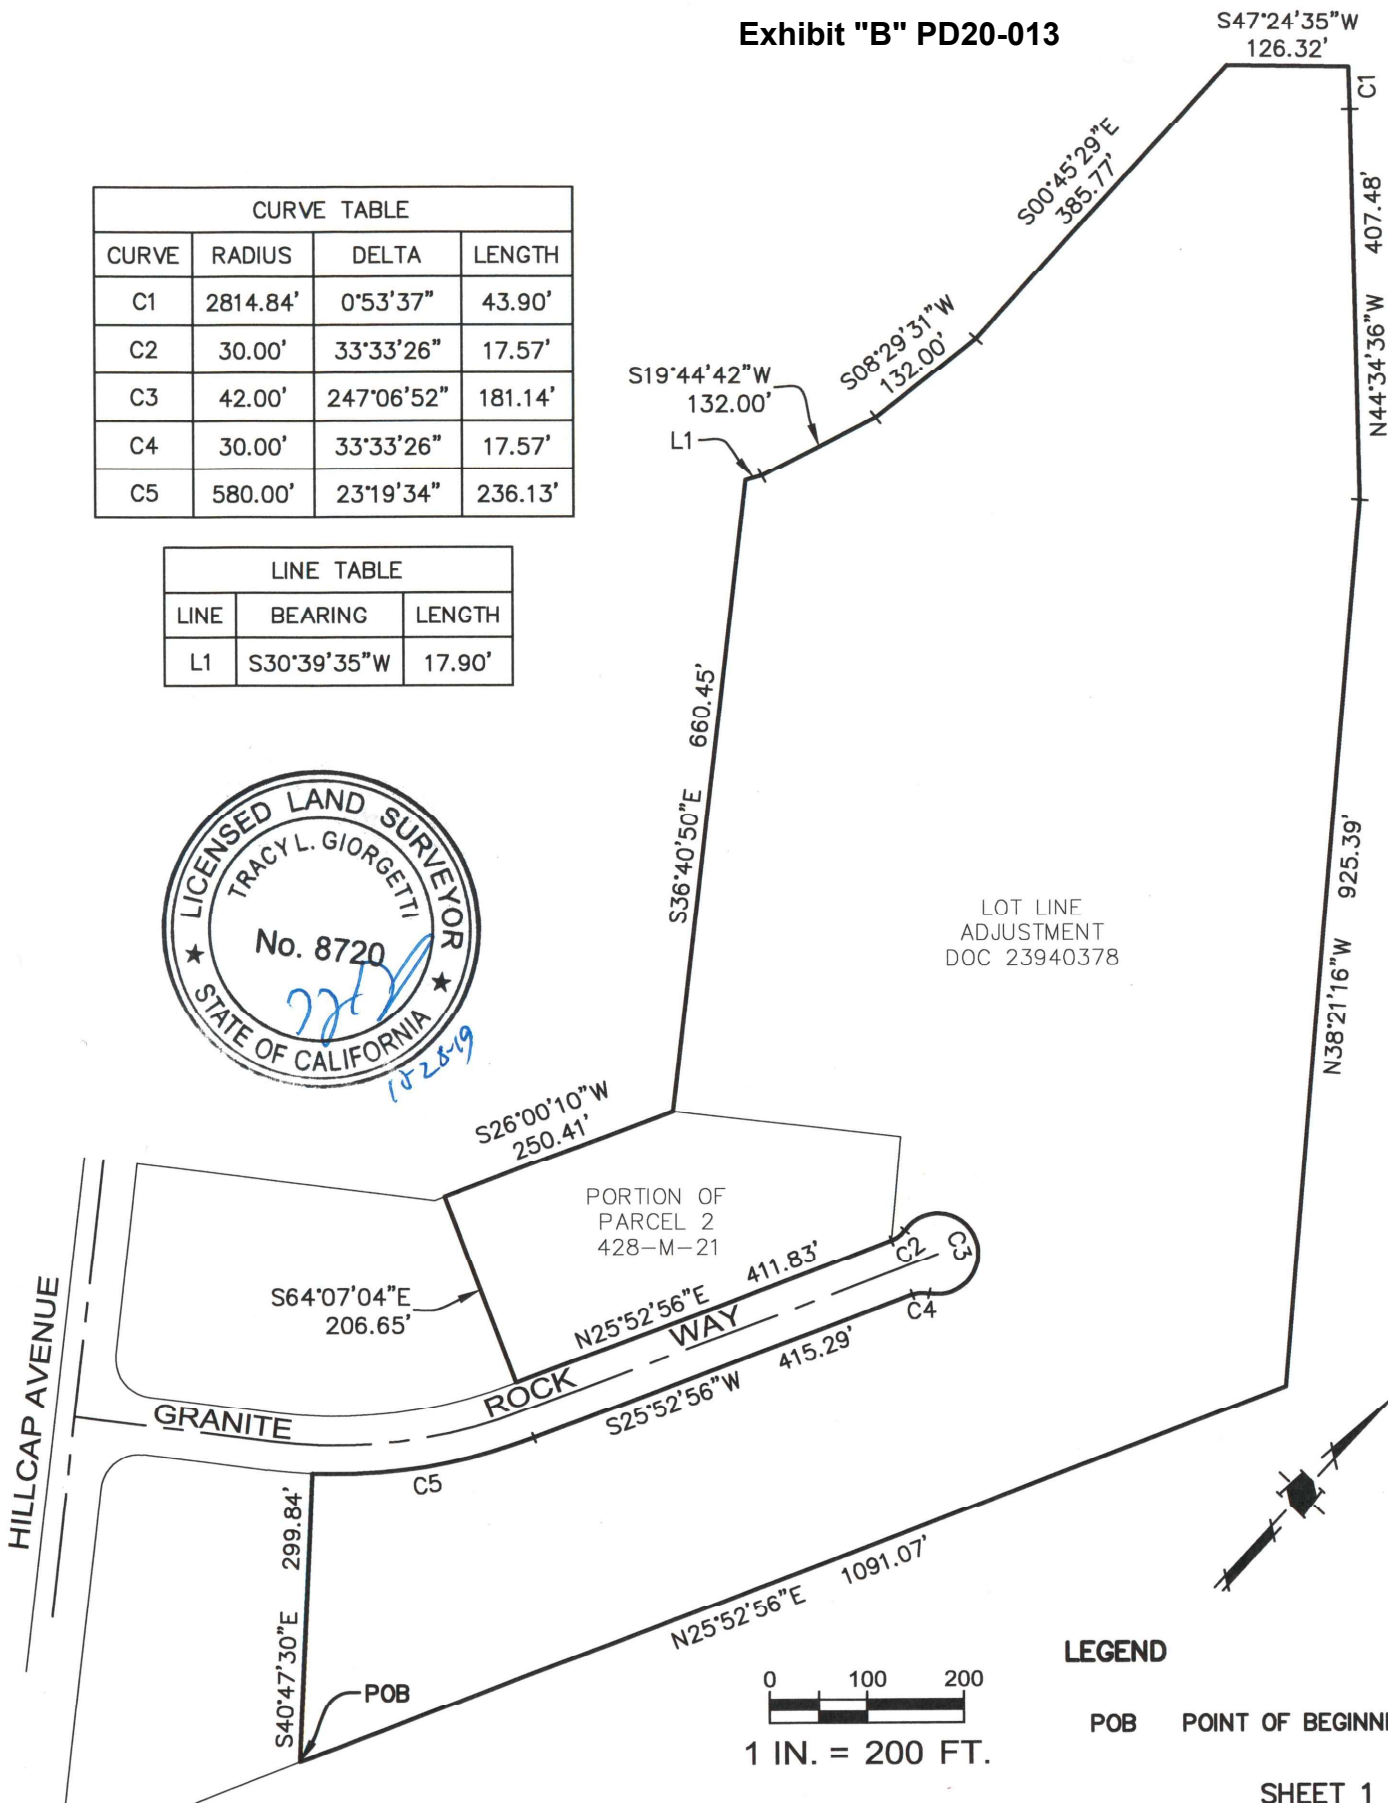 Exhibit "B" PD20-013
S47°24'35"W
126.32'
C1
S00°45'29"E
385.77'
407.48'
N44°34'36"W
CURVE TABLE
CURVE RADIUS DELTA LENGTH
C1 2814.84' 0°53'37" 43.90'
C2 30.00' 33°33'26" 17.57'
C3 42.00' 247°06'52" 181.14'
C4 30.00' 33°33'26" 17.57'
C5 580.00' 23°19'34" 236.13'
S08°29'31"W
132.00'
S19°44'42"W
132.00'
L1
LINE TABLE
LINE BEARING LENGTH
L1 S30°39'35"W 17.90'
S36°40'50"E 660.45'
LICENSED LAND SURVEYOR
TRACY L. GIORGETTI
No. 8720
STATE OF CALIFORNIA
10-28-19
LOT LINE
ADJUSTMENT
DOC 23940378
N38°21'16"W 925.39'
S26°00'10"W
250.41'
PORTION OF
PARCEL 2
428-M-21
S64°07'04"E
206.65'
N25°52'56"E 411.83'
C2
C3
C4
HILLCAP AVENUE
GRANITE ROCK WAY
S25°52'56"W 415.29'
C5
S40°47'30"E 299.84'
N25°52'56"E 1091.07'
POB
0 100 200
1 IN. = 200 FT.
LEGEND
POB POINT OF BEGINNI
SHEET 1